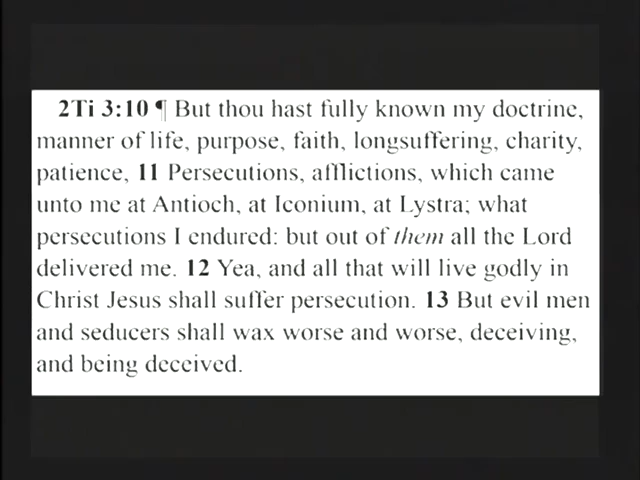 2Ti 3:10 ¶ But thou hast fully known my doctrine,
manner of life, purpose, faith, longsuffering, charity,
patience, 11 Persecutions, afflictions, which came
unto me at Antioch, at Iconium, at Lystra; what
persecutions I endured: but out of them all the Lord
delivered me. 12 Yea, and all that will live godly in
Christ Jesus shall suffer persecution. 13 But evil men
and seducers shall wax worse and worse, deceiving,
and being deceived.